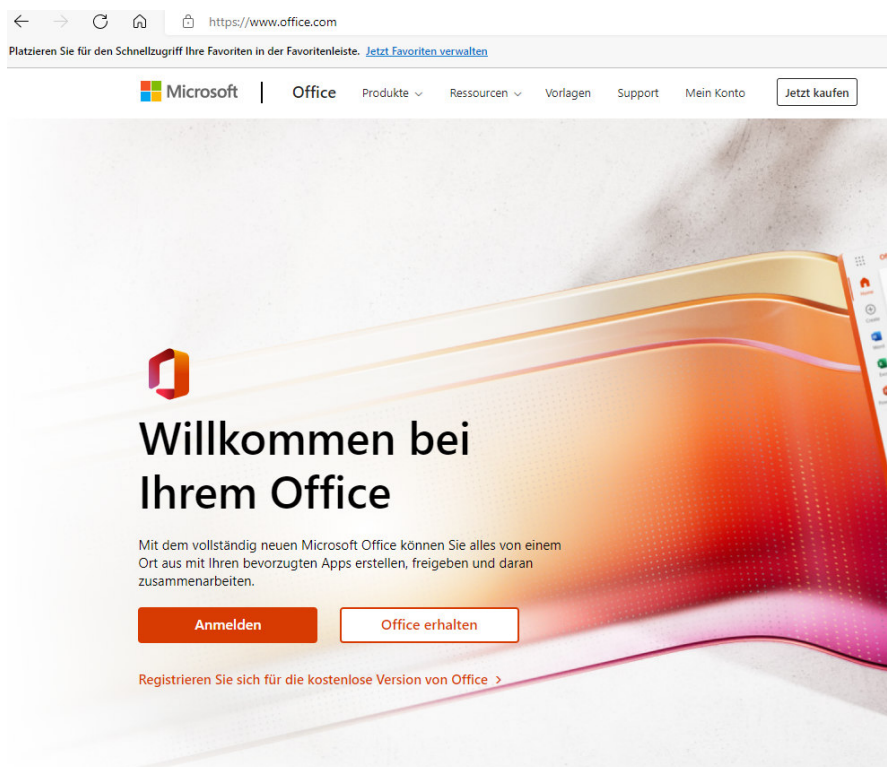 https://www.office.com
Platzieren Sie für den Schnellzugriff Ihre Favoriten in der Favoritenleiste. Jetzt Favoriten verwalten
Microsoft Office Produkte Ressourcen Vorlagen Support Mein Konto Jetzt kaufen
Home
Create
Word
Willkommen bei
Ihrem Office
Mit dem vollständig neuen Microsoft Office können Sie alles von einem
Ort aus mit Ihren bevorzugten Apps erstellen, freigeben und daran
zusammenarbeiten.
Anmelden Office erhalten
Registrieren Sie sich für die kostenlose Version von Office >